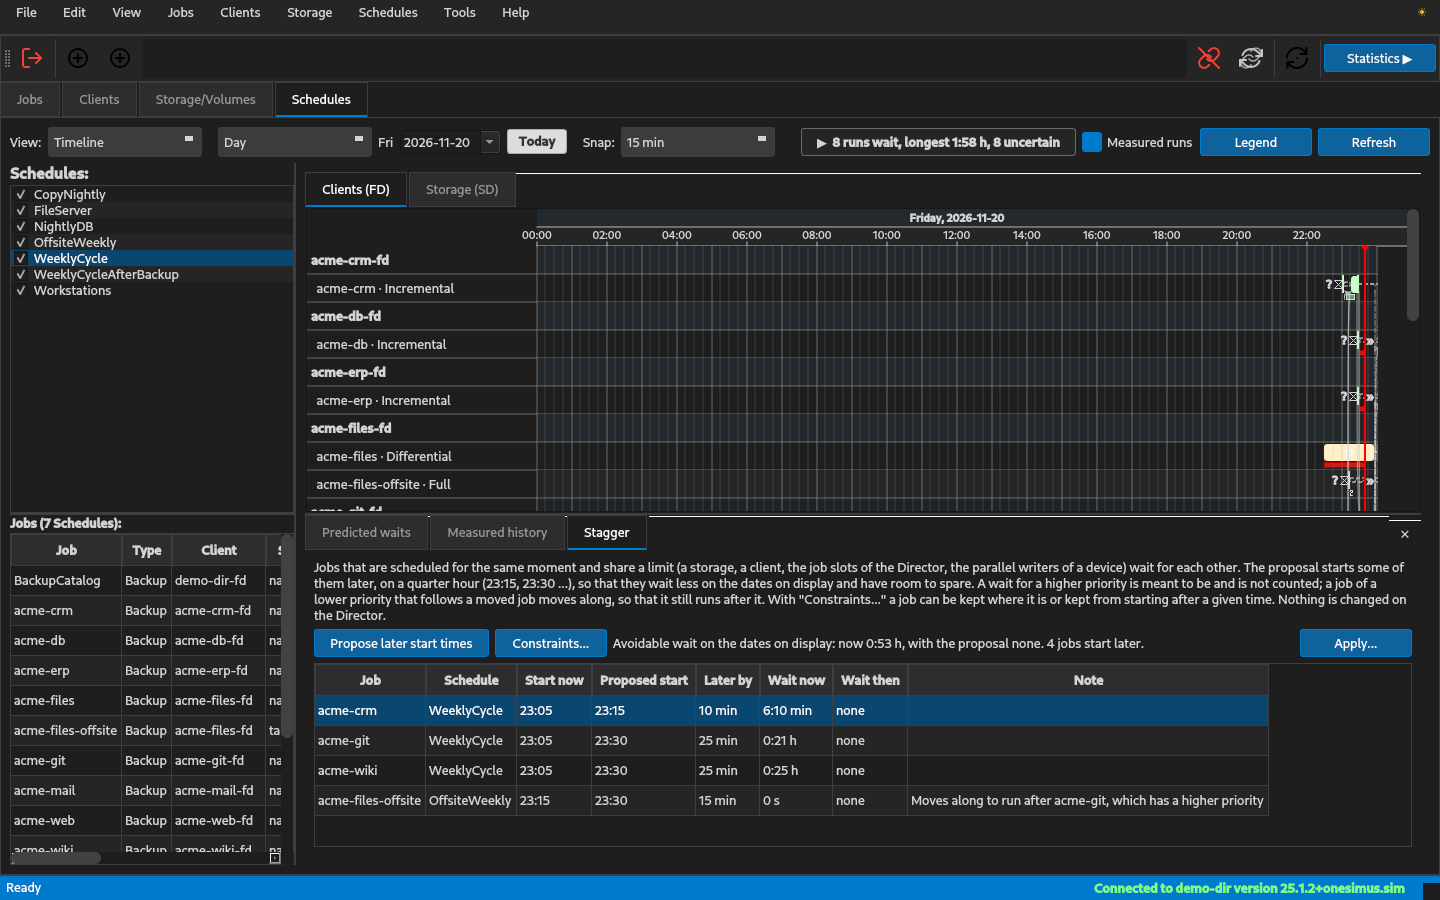 File Edit View Jobs Clients Storage Schedules Tools Help
Statistics ▶
Jobs Clients Storage/Volumes Schedules
View: Timeline Day Fri 2026-11-20 Today Snap: 15 min ▶ 8 runs wait, longest 1:58 h, 8 uncertain Measured runs Legend Refresh
Schedules:
✓ CopyNightly
✓ FileServer
✓ NightlyDB
✓ OffsiteWeekly
✓ WeeklyCycle
✓ WeeklyCycleAfterBackup
✓ Workstations
Jobs (7 Schedules):
Job Type Client
BackupCatalog Backup demo-dir-fd na
acme-crm Backup acme-crm-fd na
acme-db Backup acme-db-fd na
acme-erp Backup acme-erp-fd na
acme-files Backup acme-files-fd na
acme-files-offsite Backup acme-files-fd ta
acme-git Backup acme-git-fd na
acme-mail Backup acme-mail-fd na
acme-web Backup acme-web-fd na
acme-wiki Backup acme-wiki-fd na
Clients (FD) Storage (SD)
Friday, 2026-11-20
00:00 02:00 04:00 06:00 08:00 10:00 12:00 14:00 16:00 18:00 20:00 22:00
acme-crm-fd
acme-crm · Incremental ?
acme-db-fd
acme-db · Incremental ? »
acme-erp-fd
acme-erp · Incremental ? »
acme-files-fd
acme-files · Differential
acme-files-offsite · Full ? »
2
acme-git-fd
Predicted waits Measured history Stagger
Jobs that are scheduled for the same moment and share a limit (a storage, a client, the job slots of the Director, the parallel writers of a device) wait for each other. The proposal starts some of
them later, on a quarter hour (23:15, 23:30 ...), so that they wait less on the dates on display and have room to spare. A wait for a higher priority is meant to be and is not counted; a job of a
lower priority that follows a moved job moves along, so that it still runs after it. With "Constraints..." a job can be kept where it is or kept from starting after a given time. Nothing is changed on
the Director.
Propose later start times Constraints... Avoidable wait on the dates on display: now 0:53 h, with the proposal none. 4 jobs start later. Apply...
Job Schedule Start now Proposed start Later by Wait now Wait then Note
acme-crm WeeklyCycle 23:05 23:15 10 min 6:10 min none
acme-git WeeklyCycle 23:05 23:30 25 min 0:21 h none
acme-wiki WeeklyCycle 23:05 23:30 25 min 0:25 h none
acme-files-offsite OffsiteWeekly 23:15 23:30 15 min 0 s none Moves along to run after acme-git, which has a higher priority
Ready Connected to demo-dir version 25.1.2+onesimus.sim